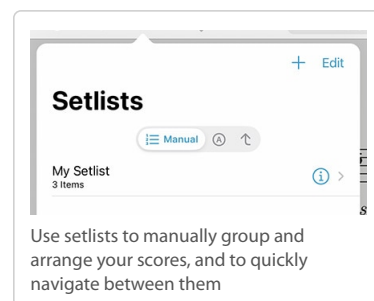 + Edit
Setlists
Manual A
My Setlist
3 Items
Use setlists to manually group and
arrange your scores, and to quickly
navigate between them